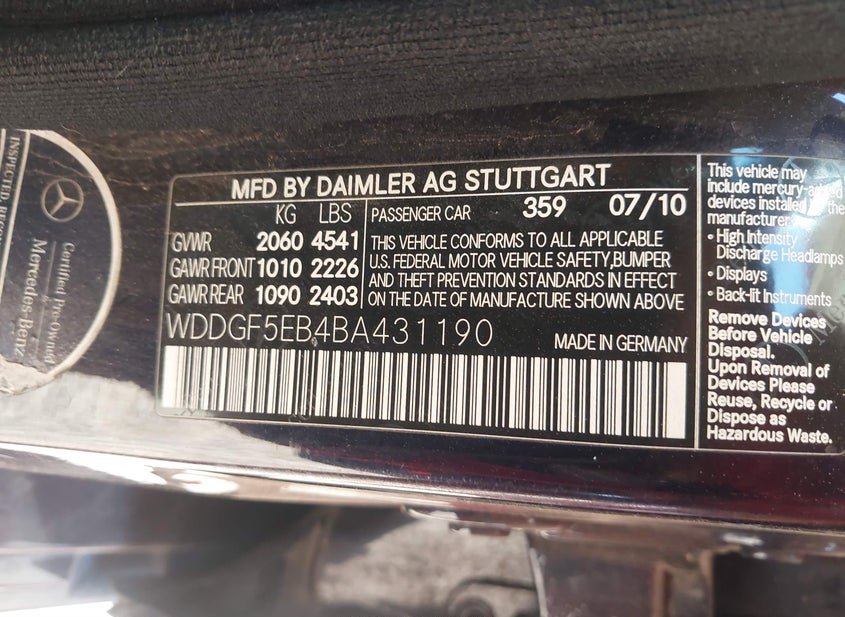 MFD BY DAIMLER AG STUTTGART
KG LBS
GVWR 2060 4541
GAWR FRONT 1010 2226
GAWR REAR 1090 2403
PASSENGER CAR 359 07/10
THIS VEHICLE CONFORMS TO ALL APPLICABLE
U.S. FEDERAL MOTOR VEHICLE SAFETY, BUMPER
AND THEFT PREVENTION STANDARDS IN EFFECT
ON THE DATE OF MANUFACTURE SHOWN ABOVE
WDDGF5EB4BA431190
MADE IN GERMANY
This vehicle may
include mercury-added
devices installed by the
manufacturer:
• High Intensity
Discharge Headlamps
• Displays
• Back-lit Instruments
Remove Devices
Before Vehicle
Disposal.
Upon Removal of
Devices Please
Reuse, Recycle or
Dispose as
Hazardous Waste.
Certified Pre-Owned
Mercedes-Benz
INSPECTED,